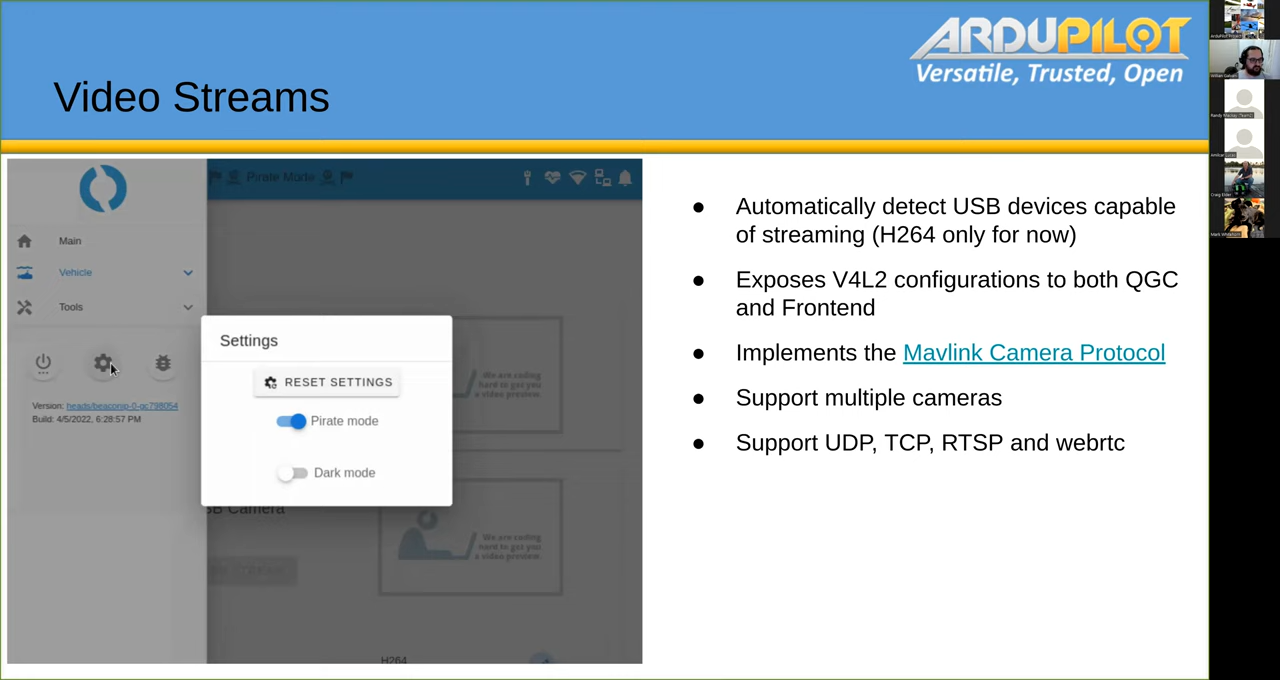 ARDUPILOT
Versatile, Trusted, Open
Video Streams
Pirate Mode
Main
Vehicle
Tools
Version: heads/beaconip-0-gc798054
Build: 4/5/2022, 6:28:57 PM
Settings
RESET SETTINGS
Pirate mode
Dark mode
We are coding
hard to get you
a video preview.
SB Camera
We are coding
hard to get you
a video preview.
H264
● Automatically detect USB devices capable
of streaming (H264 only for now)
● Exposes V4L2 configurations to both QGC
and Frontend
● Implements the Mavlink Camera Protocol
● Support multiple cameras
● Support UDP, TCP, RTSP and webrtc